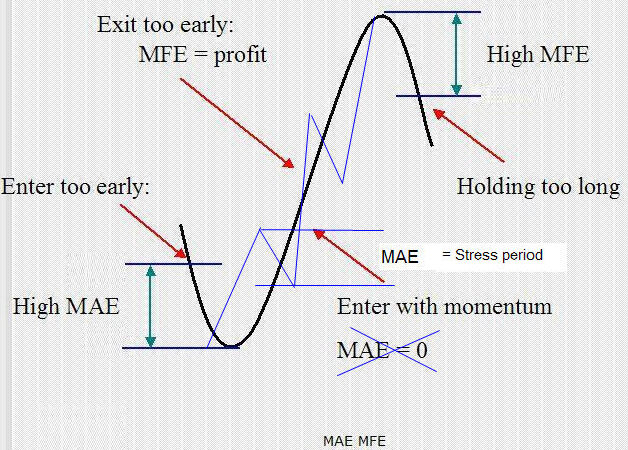 Exit too early:
MFE = profit
High MFE
Enter too early:
Holding too long
MAE = Stress period
High MAE
Enter with momentum
MAE = 0
MAE MFE